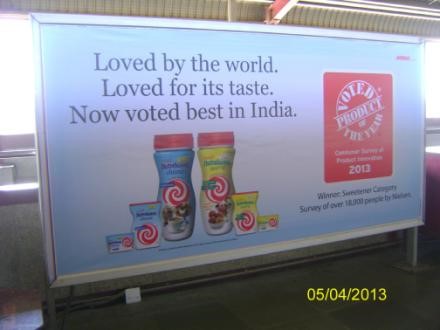 Loved by the world.
Loved for its taste.
Now voted best in India.
VOTED
PRODUCT
OF
THE YEAR
Consumer Survey of
Product Innovation
2013
Winner: Sweetener Category
Survey of over 18,000 people by Nielsen.
05/04/2013